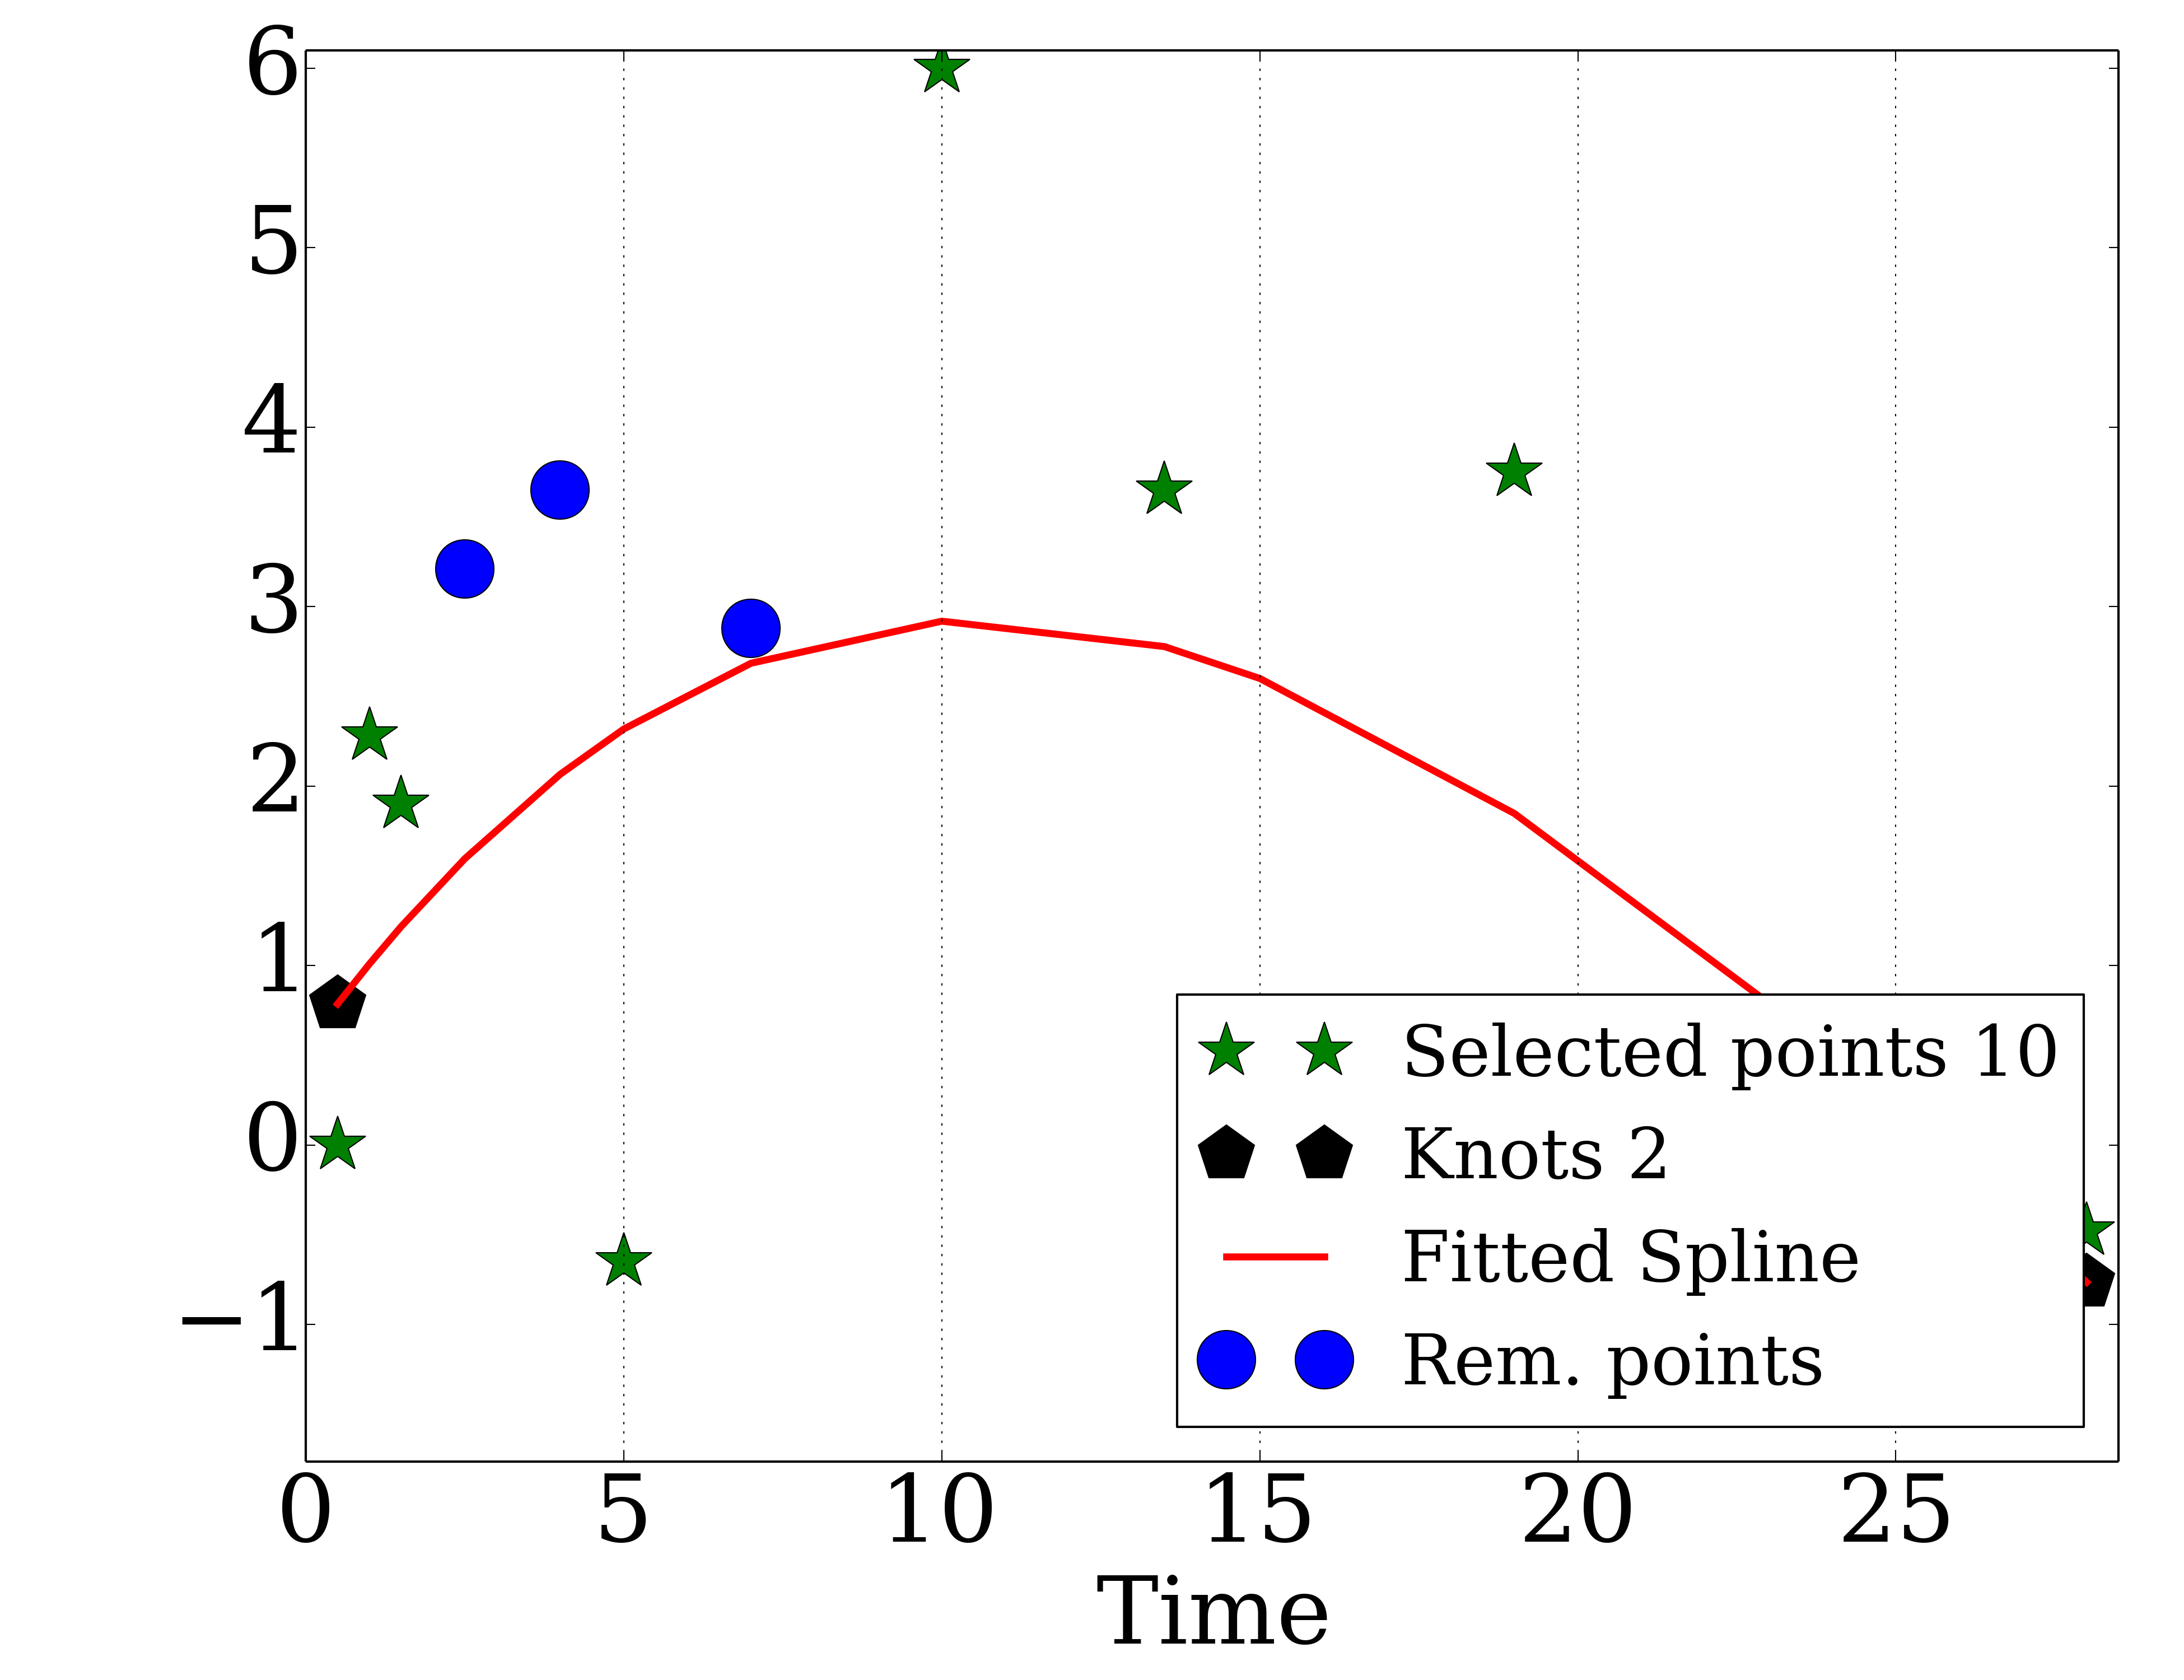 6
5
4
3
2
1
0
−1
Selected points 10
Knots 2
Fitted Spline
Rem. points
0 5 10 15 20 25
Time